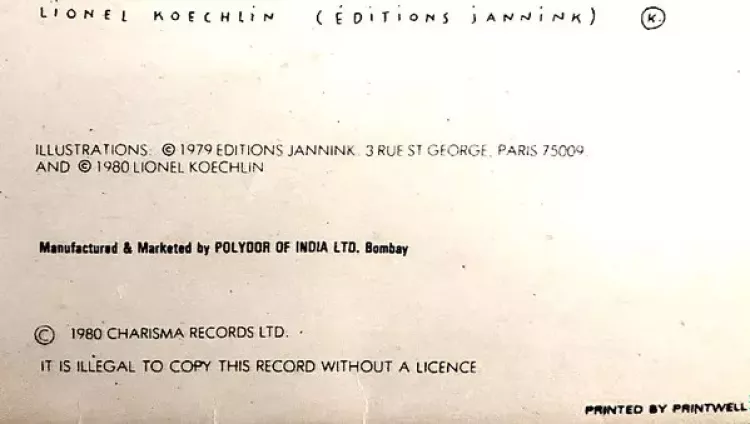 LIONEL KOECHLIN (ÉDITIONS JANNINK) K.
ILLUSTRATIONS: © 1979 EDITIONS JANNINK. 3 RUE ST GEORGE, PARIS 75009
AND © 1980 LIONEL KOECHLIN
Manufactured & Marketed by POLYDOR OF INDIA LTD. Bombay
© 1980 CHARISMA RECORDS LTD.
IT IS ILLEGAL TO COPY THIS RECORD WITHOUT A LICENCE
PRINTED BY PRINTWELL